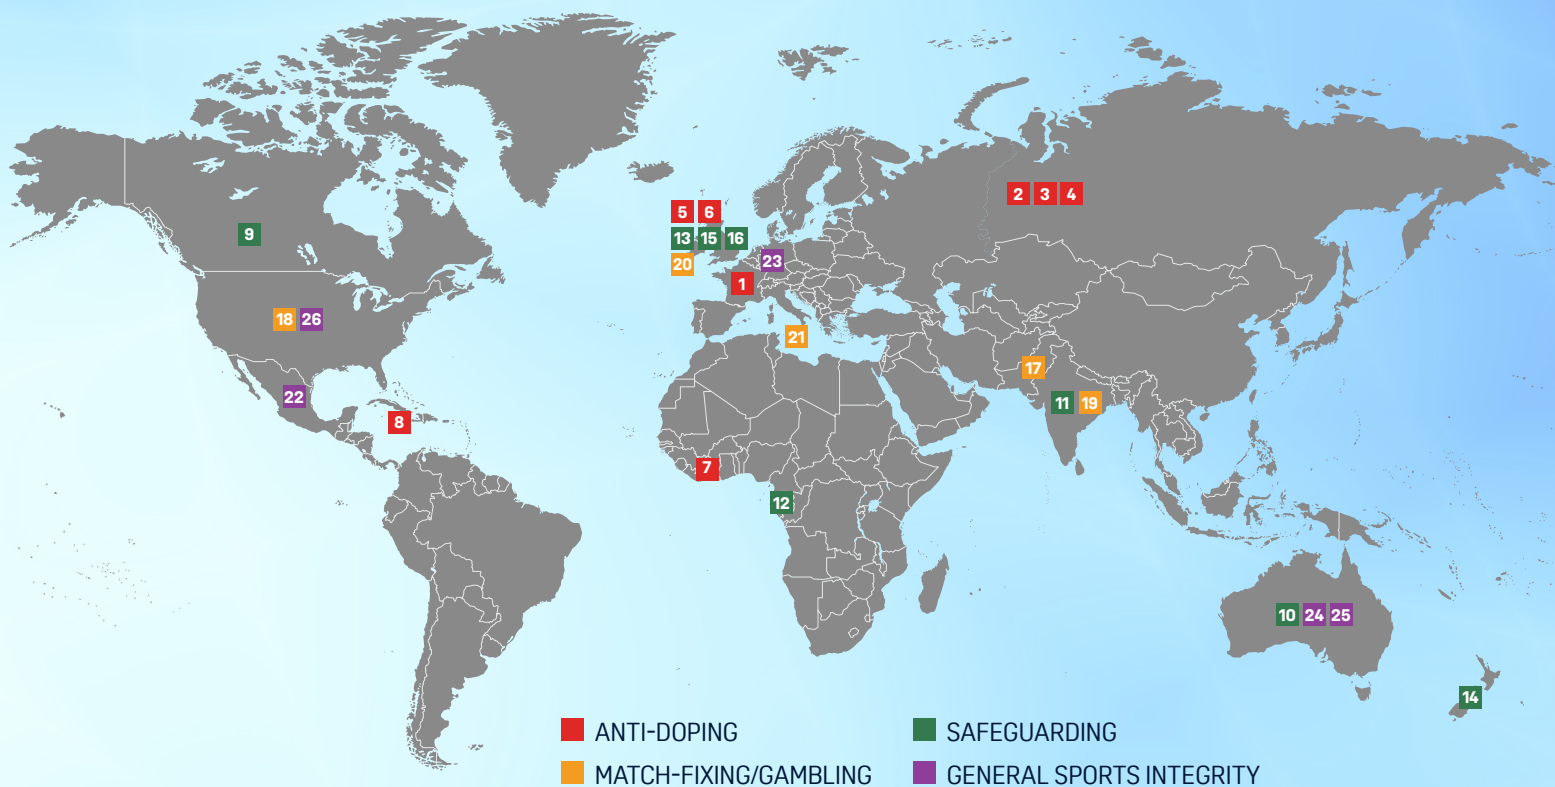 2 3 4
5 6
9
13 15 16
20
23
1
18 26
21
17
22
11 19
8
7
12
10 24 25
14
ANTI-DOPING
SAFEGUARDING
MATCH-FIXING/GAMBLING
GENERAL SPORTS INTEGRITY